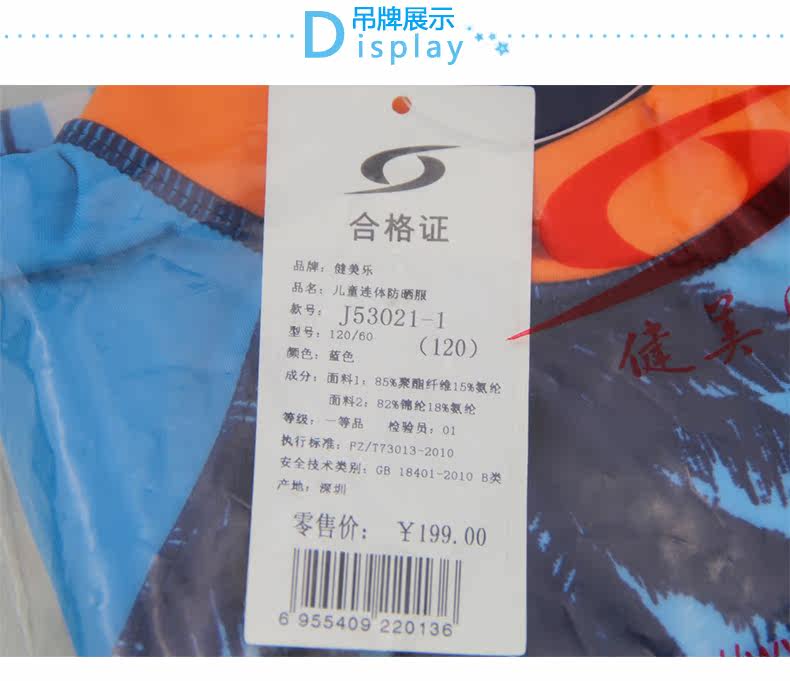 吊牌展示
Display
合格证
品牌：健美乐
品名：儿童连体防晒服
款号：J53021-1
型号：120/60 （120）
颜色：蓝色
成分：面料1：85%聚酯纤维15%氨纶
面料2：82%锦纶18%氨纶
等级：一等品 检验员：01
执行标准：FZ/T73013-2010
安全技术类别：GB 18401-2010 B类
产地：深圳
零售价：￥199.00
6 955409 220136
健美